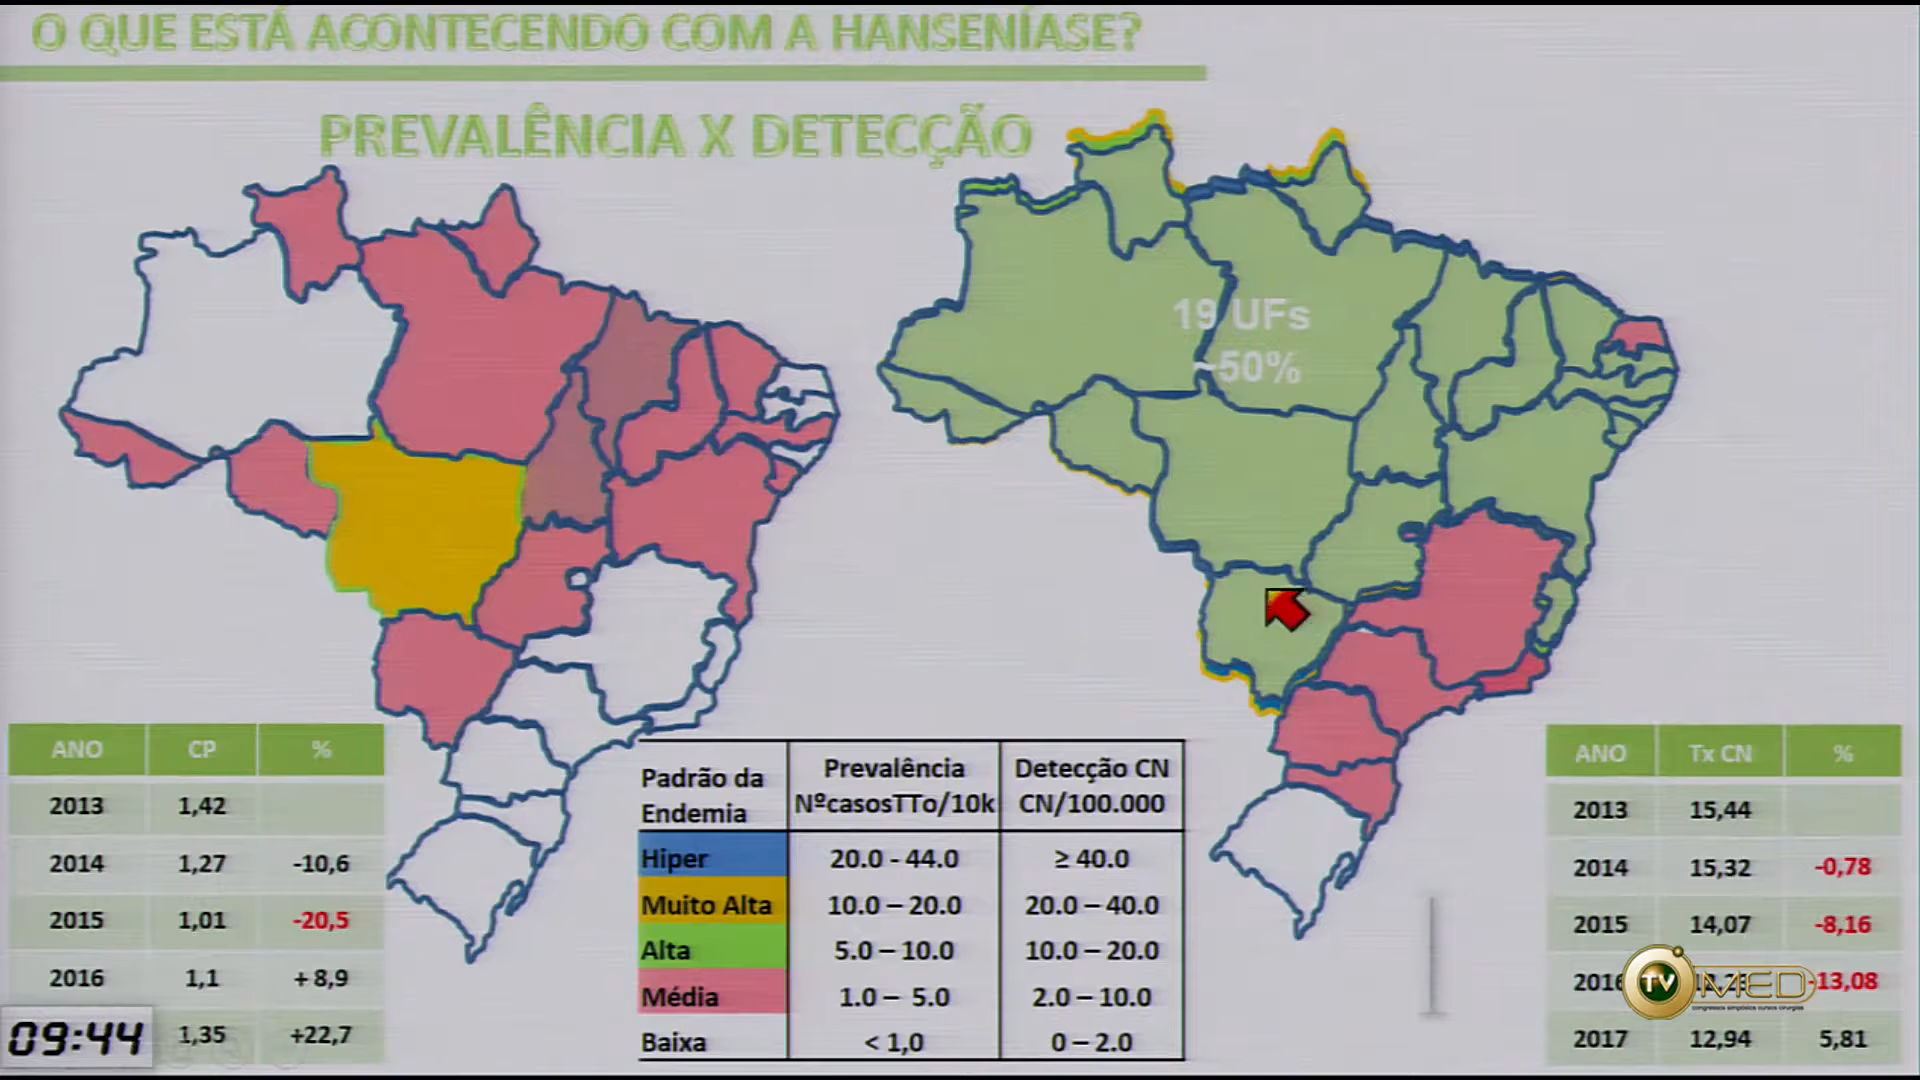 O QUE ESTÁ ACONTECENDO COM A HANSENÍASE?
PREVALÊNCIA X DETECÇÃO
19 UFs
~50%
ANO CP %
2013 1,42
2014 1,27 -10,6
2015 1,01 -20,5
2016 1,1 + 8,9
1,35 +22,7
09:44
Padrão da Endemia Prevalência NºcasosTTo/10k Detecção CN CN/100.000
Hiper 20.0 - 44.0 ≥ 40.0
Muito Alta 10.0 – 20.0 20.0 – 40.0
Alta 5.0 – 10.0 10.0 – 20.0
Média 1.0 – 5.0 2.0 – 10.0
Baixa < 1,0 0 – 2.0
ANO Tx CN %
2013 15,44
2014 15,32 -0,78
2015 14,07 -8,16
2016 -13,08
2017 12,94 5,81
TV MED